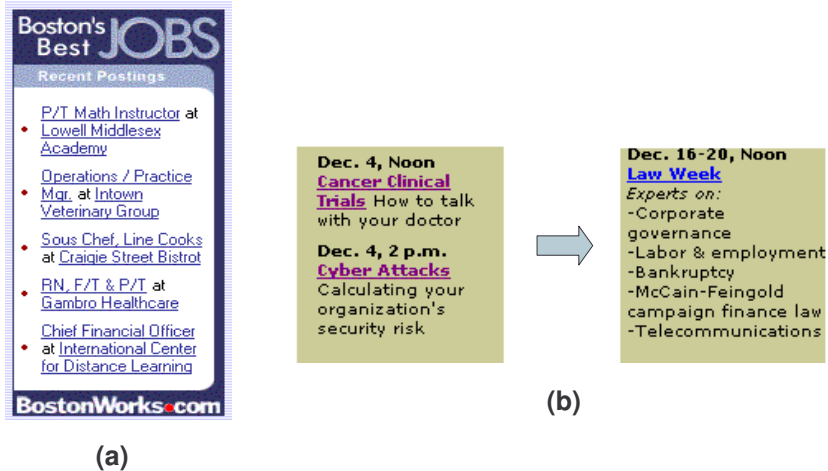 Boston's
Best JOBS
Recent Postings
P/T Math Instructor at
Lowell Middlesex
Academy
Operations / Practice
Mgr. at Intown
Veterinary Group
Sous Chef, Line Cooks
at Craigie Street Bistrot
RN, F/T & P/T at
Gambro Healthcare
Chief Financial Officer
at International Center
for Distance Learning
BostonWorks.com
(a)
Dec. 4, Noon
Cancer Clinical
Trials How to talk
with your doctor
Dec. 4, 2 p.m.
Cyber Attacks
Calculating your
organization's
security risk
Dec. 16-20, Noon
Law Week
Experts on:
-Corporate
governance
-Labor & employment
-Bankruptcy
-McCain-Feingold
campaign finance law
-Telecommunications
(b)